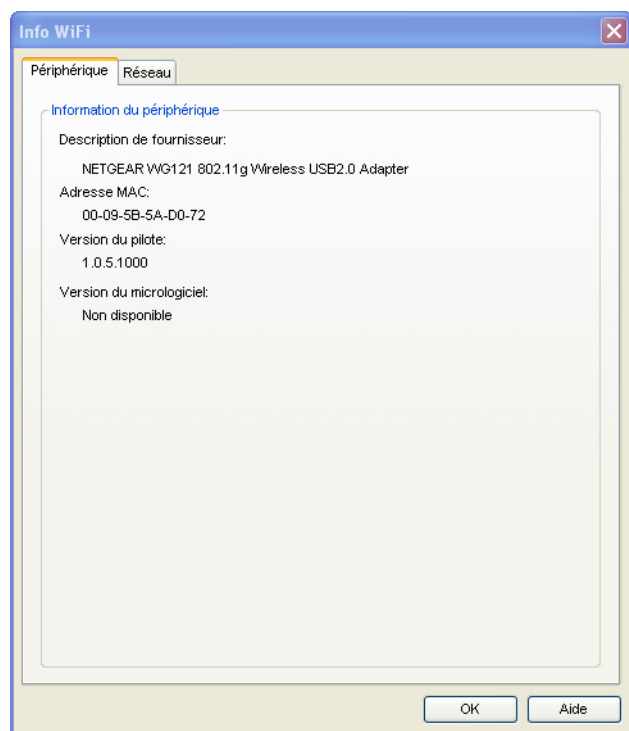 Info WiFi
Périphérique Réseau
Information du périphérique
Description de fournisseur:
NETGEAR WG121 802.11g Wireless USB2.0 Adapter
Adresse MAC:
00-09-5B-5A-D0-72
Version du pilote:
1.0.5.1000
Version du micrologiciel:
Non disponible
OK Aide